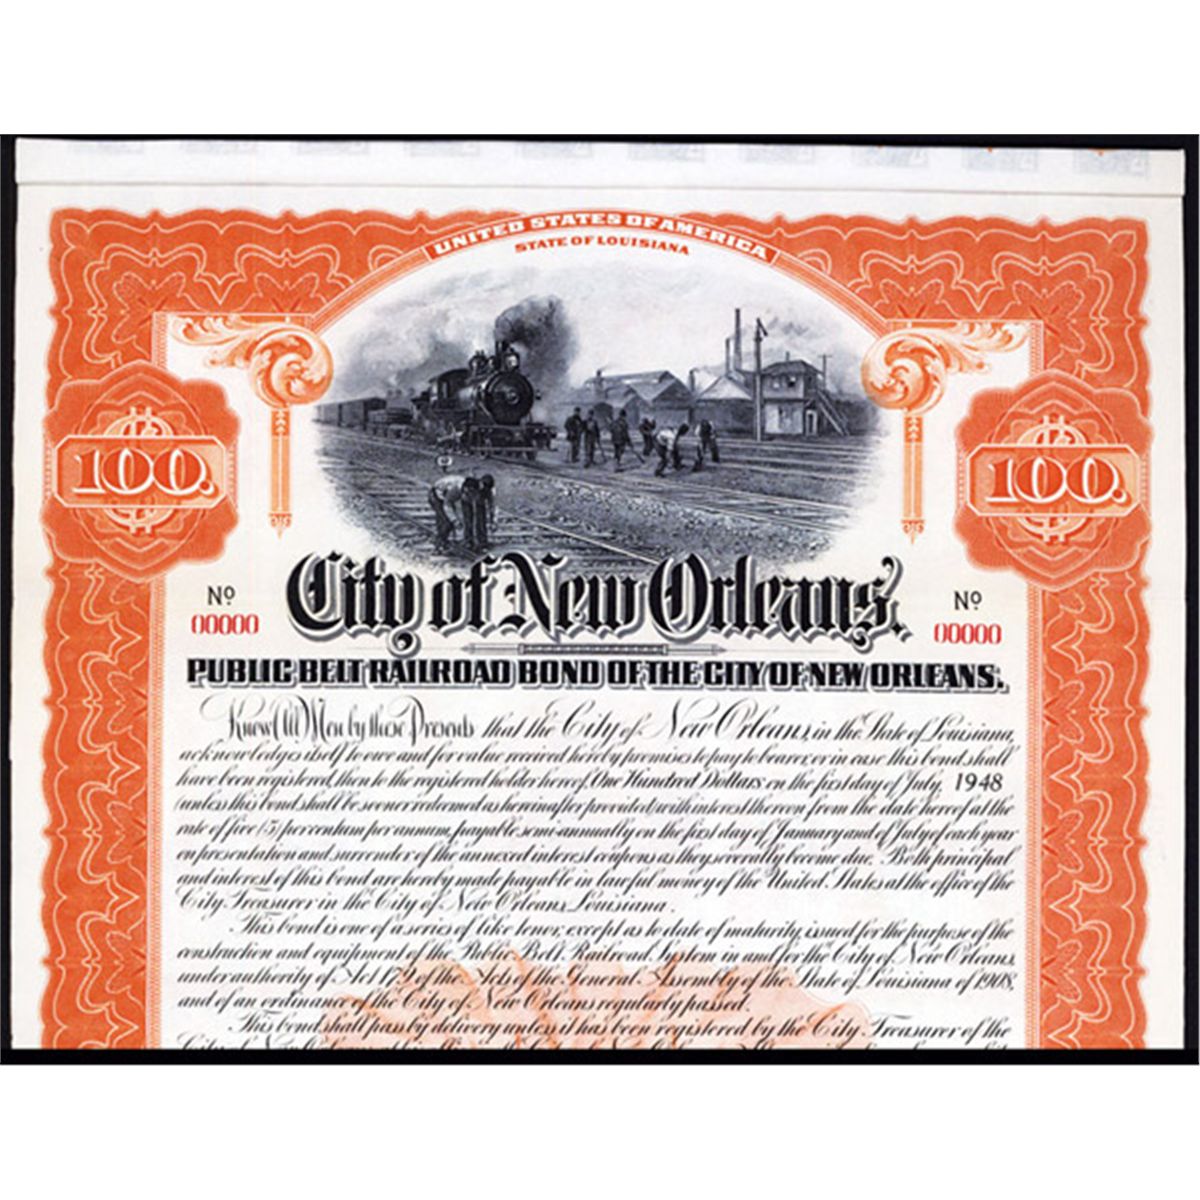 UNITED STATES OF AMERICA
STATE OF LOUISIANA
100.
100.
City of New Orleans.
Nº
00000
Nº
00000
PUBLIC BELT RAILROAD BOND OF THE CITY OF NEW ORLEANS.
Know All Men by these Presents that the City of New Orleans, in the State of Louisiana,
acknowledges itself to owe and for value received hereby promises to pay to bearer, or in case this bond shall
have been registered, then to the registered holder hereof, One Hundred Dollars on the first day of July, 1948
(unless this bond shall be sooner redeemed as hereinafter provided) with interest thereon from the date hereof at the
rate of five (5) per centum per annum, payable semi-annually on the first day of January and of July of each year
on presentation and surrender of the annexed interest coupons as they severally become due. Both principal
and interest of this bond are hereby made payable in lawful money of the United States at the office of the
City Treasurer in the City of New Orleans, Louisiana.
This bond is one of a series of like tenor, except as to date of maturity, issued for the purpose of the
construction and equipment of the Public Belt Railroad System in and for the City of New Orleans,
under authority of Act 179 of the Acts of the General Assembly of the State of Louisiana of 1908,
and of an ordinance of the City of New Orleans regularly passed.
This bond shall pass by delivery unless it has been registered by the City Treasurer of the
City of New Orleans